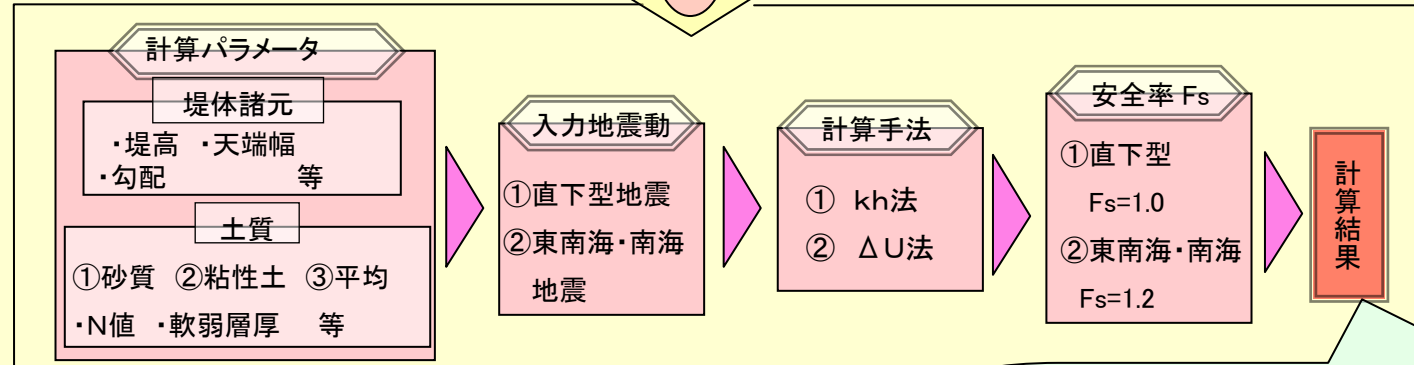 計算パラメータ
堤体諸元
・堤高 ・天端幅
・勾配 等
土質
①砂質 ②粘性土 ③平均
・N値 ・軟弱層厚 等
入力地震動
①直下型地震
②東南海・南海
地震
計算手法
① kh法
② ΔU法
安全率 Fs
①直下型
Fs=1.0
②東南海・南海
Fs=1.2
計算結果